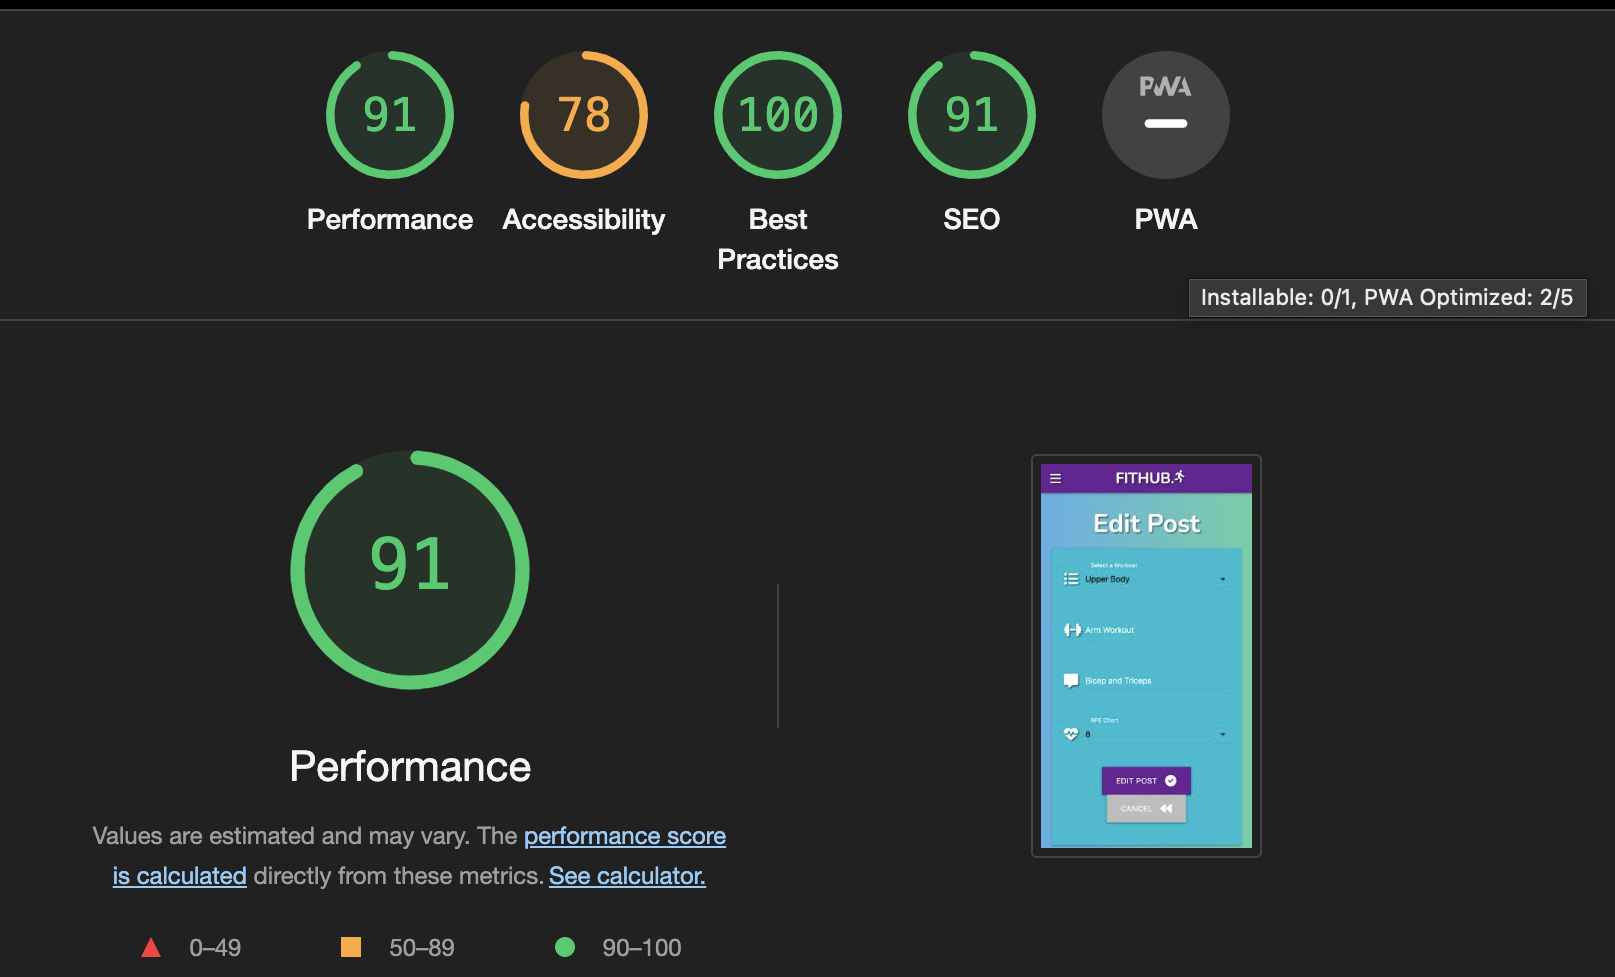 91
78
100
91
PWA
Performance
Accessibility
Best
Practices
SEO
PWA
Installable: 0/1, PWA Optimized: 2/5
91
Performance
Values are estimated and may vary. The performance score
is calculated directly from these metrics. See calculator.
0–49
50–89
90–100
FITHUB.
Edit Post
Select a Workout
Upper Body
Arm Workout
Bicep and Triceps
RPE Chart
8
EDIT POST
CANCEL